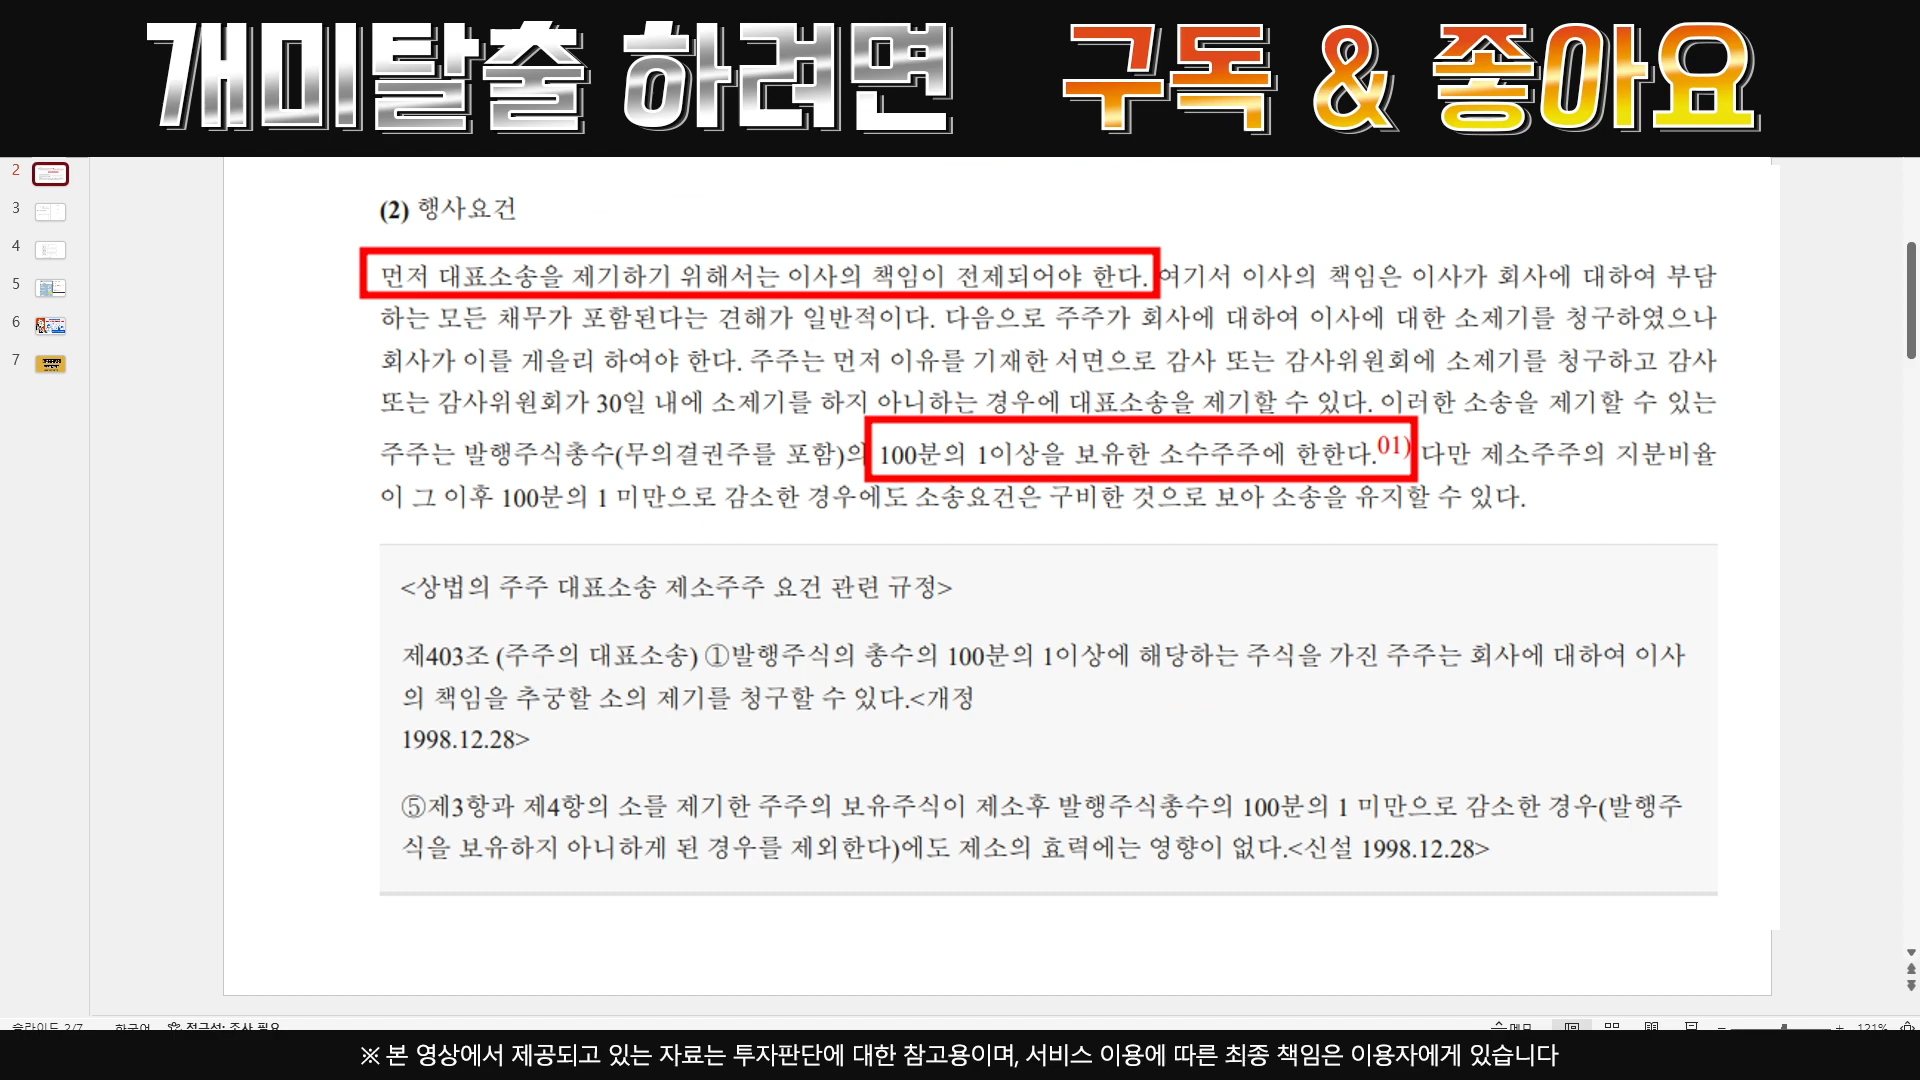 개미탈출 하려면 구독 & 좋아요
2
3
4
5
6
7
(2) 행사요건
먼저 대표소송을 제기하기 위해서는 이사의 책임이 전제되어야 한다. 여기서 이사의 책임은 이사가 회사에 대하여 부담
하는 모든 채무가 포함된다는 견해가 일반적이다. 다음으로 주주가 회사에 대하여 이사에 대한 소제기를 청구하였으나
회사가 이를 게을리 하여야 한다. 주주는 먼저 이유를 기재한 서면으로 감사 또는 감사위원회에 소제기를 청구하고 감사
또는 감사위원회가 30일 내에 소제기를 하지 아니하는 경우에 대표소송을 제기할 수 있다. 이러한 소송을 제기할 수 있는
주주는 발행주식총수(무의결권주를 포함)의 100분의 1이상을 보유한 소수주주에 한한다.01) 다만 제소주주의 지분비율
이 그 이후 100분의 1 미만으로 감소한 경우에도 소송요건은 구비한 것으로 보아 소송을 유지할 수 있다.
<상법의 주주 대표소송 제소주주 요건 관련 규정>
제403조 (주주의 대표소송) ①발행주식의 총수의 100분의 1이상에 해당하는 주식을 가진 주주는 회사에 대하여 이사
의 책임을 추궁할 소의 제기를 청구할 수 있다.<개정
1998.12.28>
⑤제3항과 제4항의 소를 제기한 주주의 보유주식이 제소후 발행주식총수의 100분의 1 미만으로 감소한 경우(발행주
식을 보유하지 아니하게 된 경우를 제외한다)에도 제소의 효력에는 영향이 없다.<신설 1998.12.28>
슬라이드 2/7 한국어 접근성: 조사 필요 메모 121%
※ 본 영상에서 제공되고 있는 자료는 투자판단에 대한 참고용이며, 서비스 이용에 따른 최종 책임은 이용자에게 있습니다